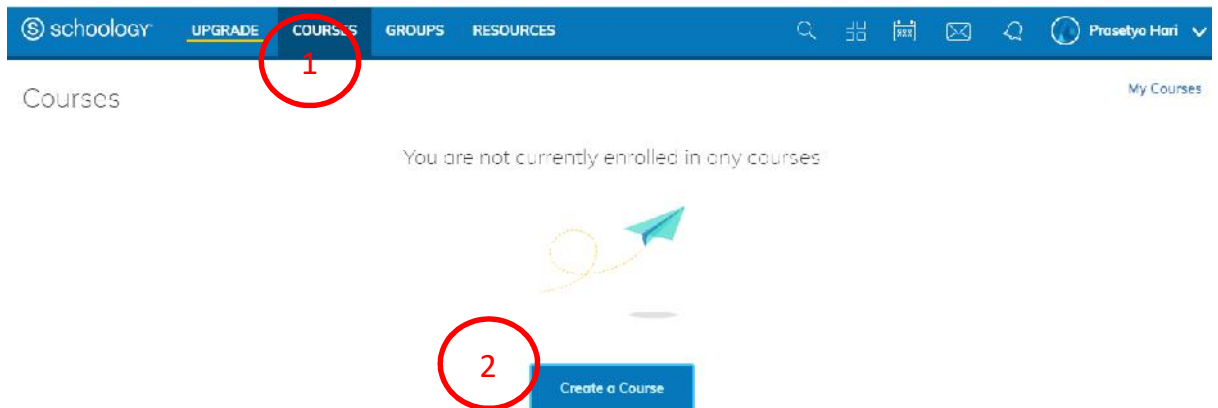 schoology UPGRADE COURSES GROUPS RESOURCES Prasetyo Hari
1
Courses My Courses
You are not currently enrolled in any courses
2
Create a Course